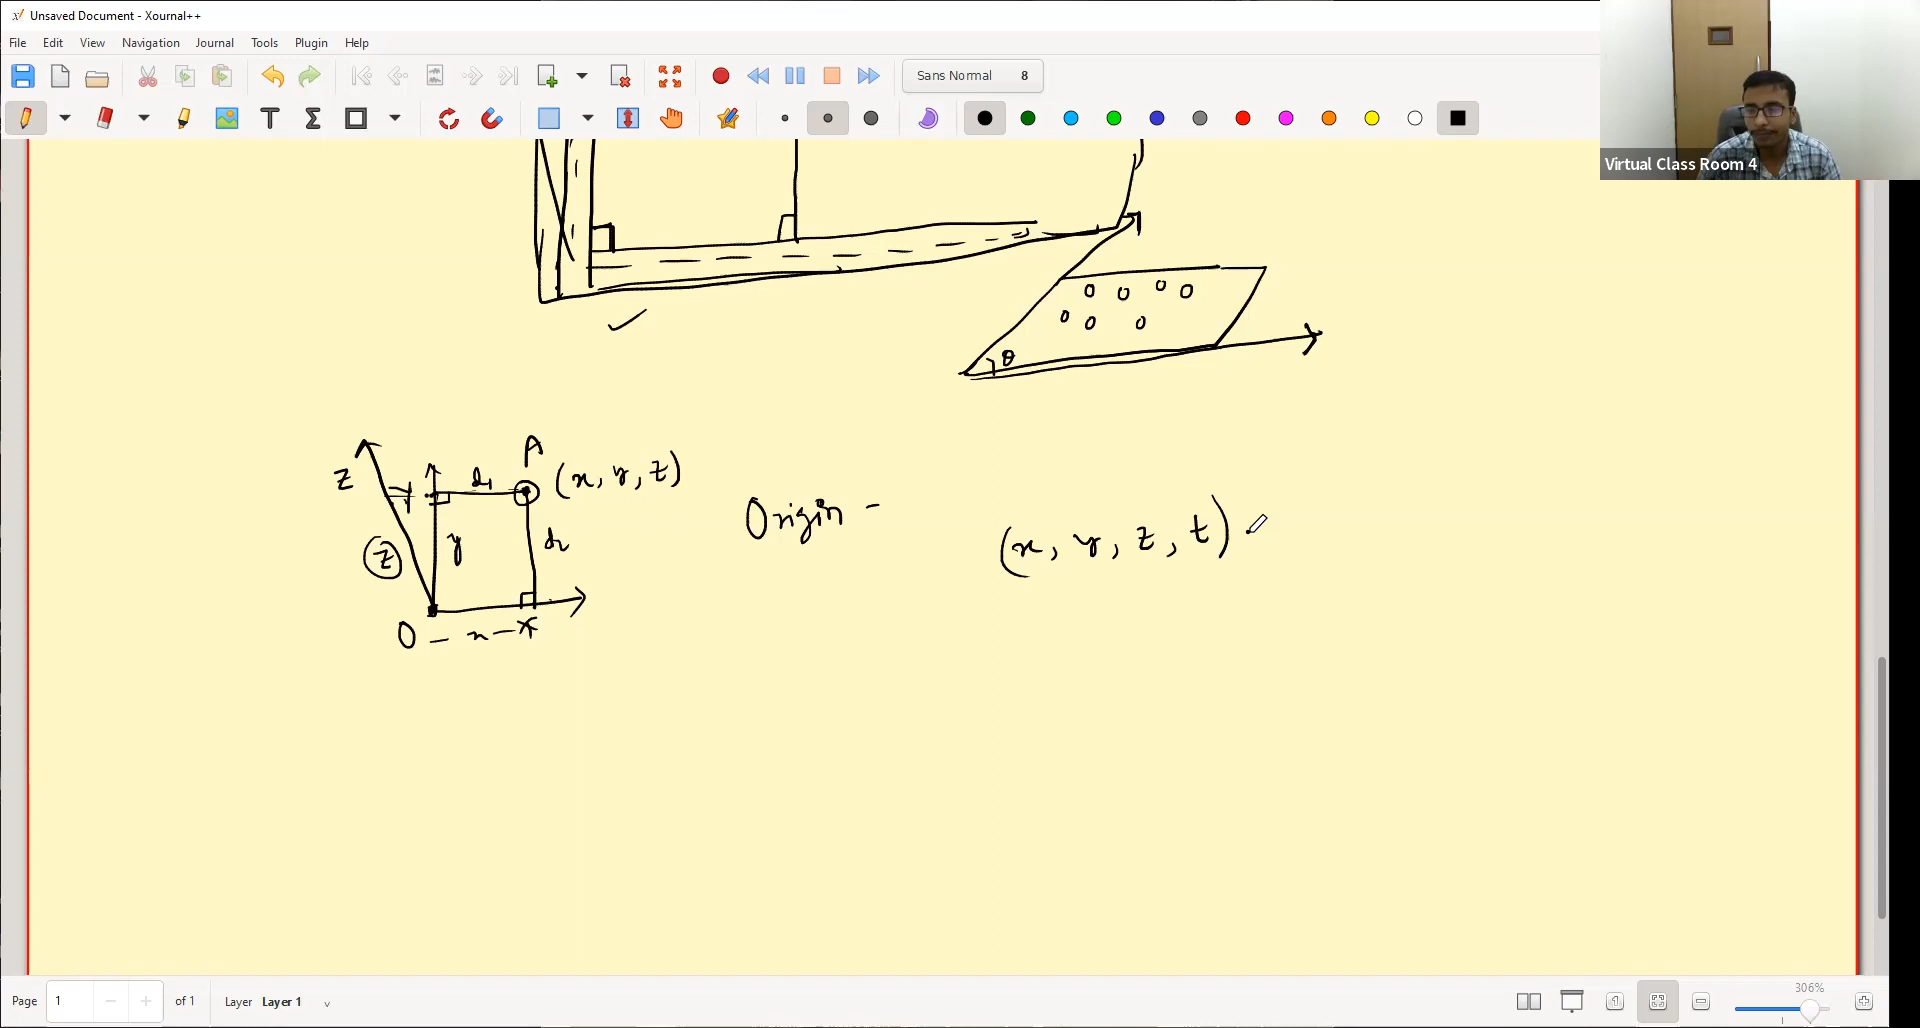 Unsaved Document - Xournal++
File Edit View Navigation Journal Tools Plugin Help
Sans Normal 8
Virtual Class Room 4
θ
A
z d1 (x, y, z)
Origin -
z y d2 (x, y, z, t)
O - x - X
Page 1 of 1 Layer Layer 1 306%